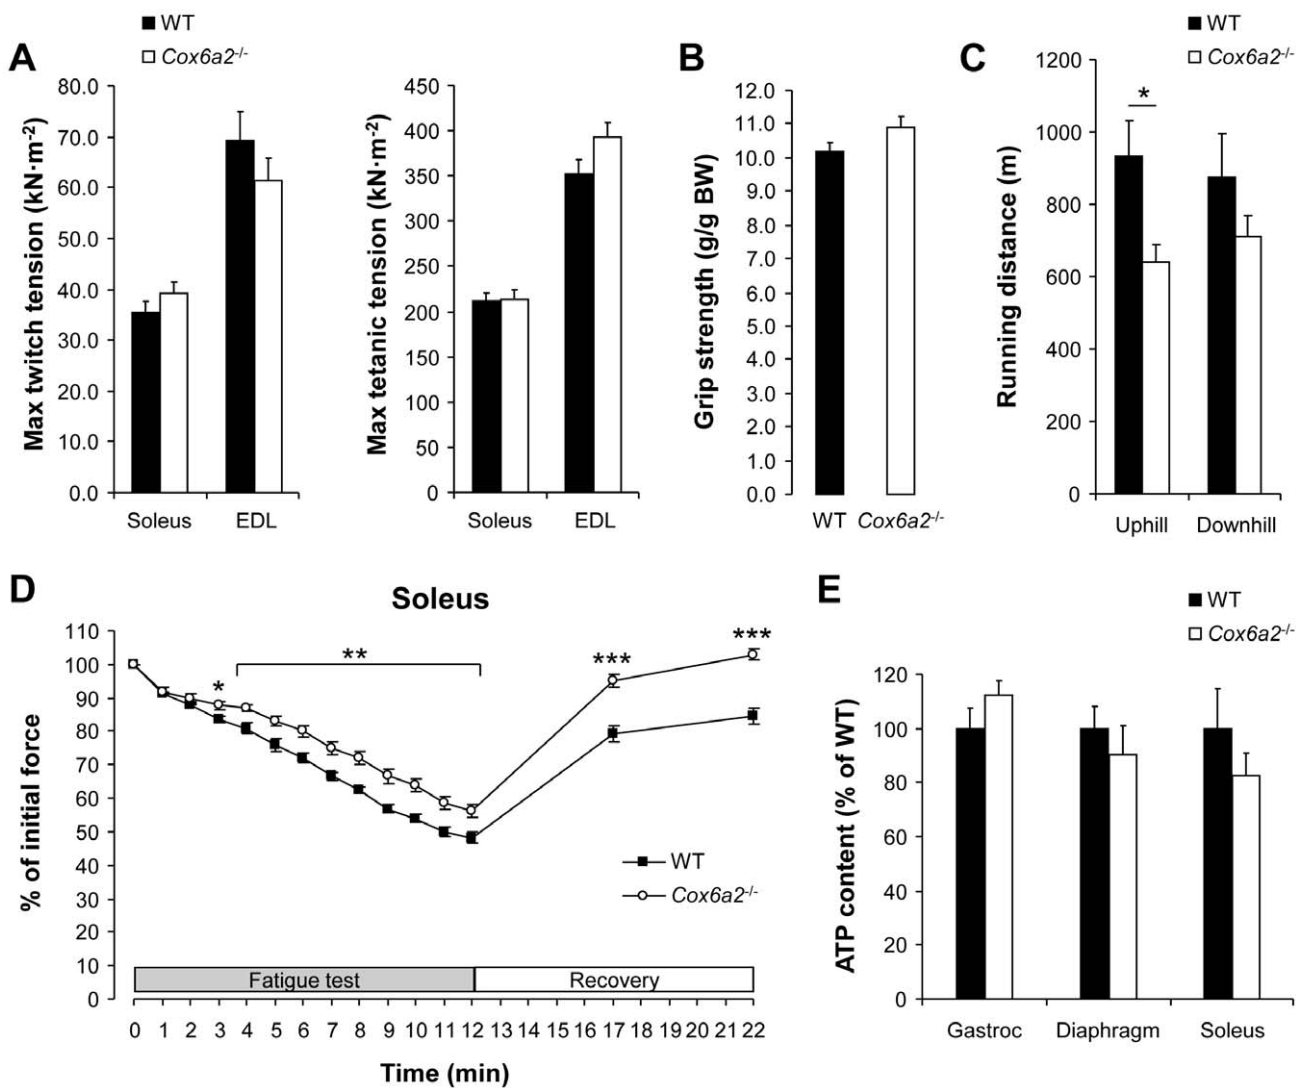 WT
Cox6a2-/-
A
Max twitch tension (kN·m-2)
80.0
70.0
60.0
50.0
40.0
30.0
20.0
10.0
0.0
Soleus EDL
Max tetanic tension (kN·m-2)
450
400
350
300
250
200
150
100
50
0
Soleus EDL
B
Grip strength (g/g BW)
12.0
11.0
10.0
9.0
8.0
7.0
6.0
5.0
4.0
3.0
2.0
1.0
0.0
WT Cox6a2-/-
C
WT
Cox6a2-/-
Running distance (m)
1200
1000
800
600
400
200
0
*
Uphill Downhill
D
Soleus
% of initial force
110
100
90
80
70
60
50
40
30
20
10
0
*
**
***
***
WT
Cox6a2-/-
Fatigue test Recovery
0 1 2 3 4 5 6 7 8 9 10 11 12 13 14 15 16 17 18 19 20 21 22
Time (min)
E
WT
Cox6a2-/-
ATP content (% of WT)
120
100
80
60
40
20
0
Gastroc Diaphragm Soleus